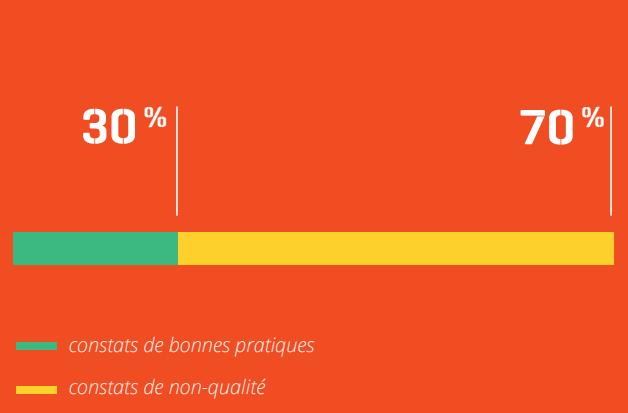 30 % 70 %
constats de bonnes pratiques
constats de non-qualité